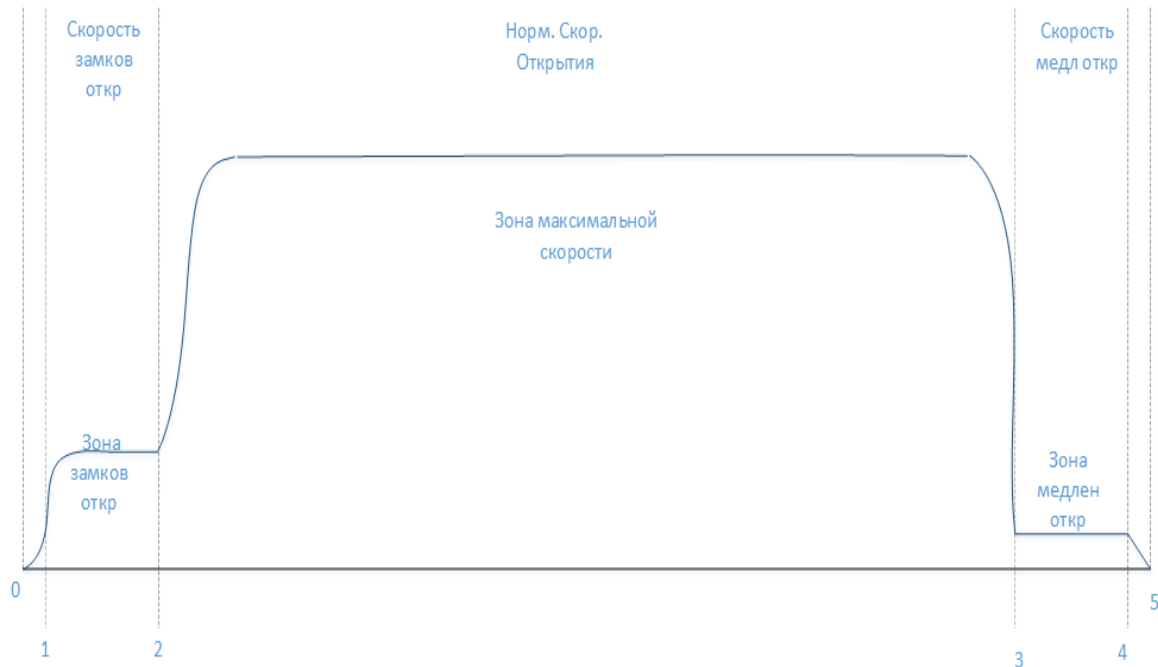 Скорость
замков
откр
Норм. Скор.
Открытия
Скорость
медл откр
Зона максимальной
скорости
Зона
замков
откр
Зона
медлен
откр
0
1
2
3
4
5